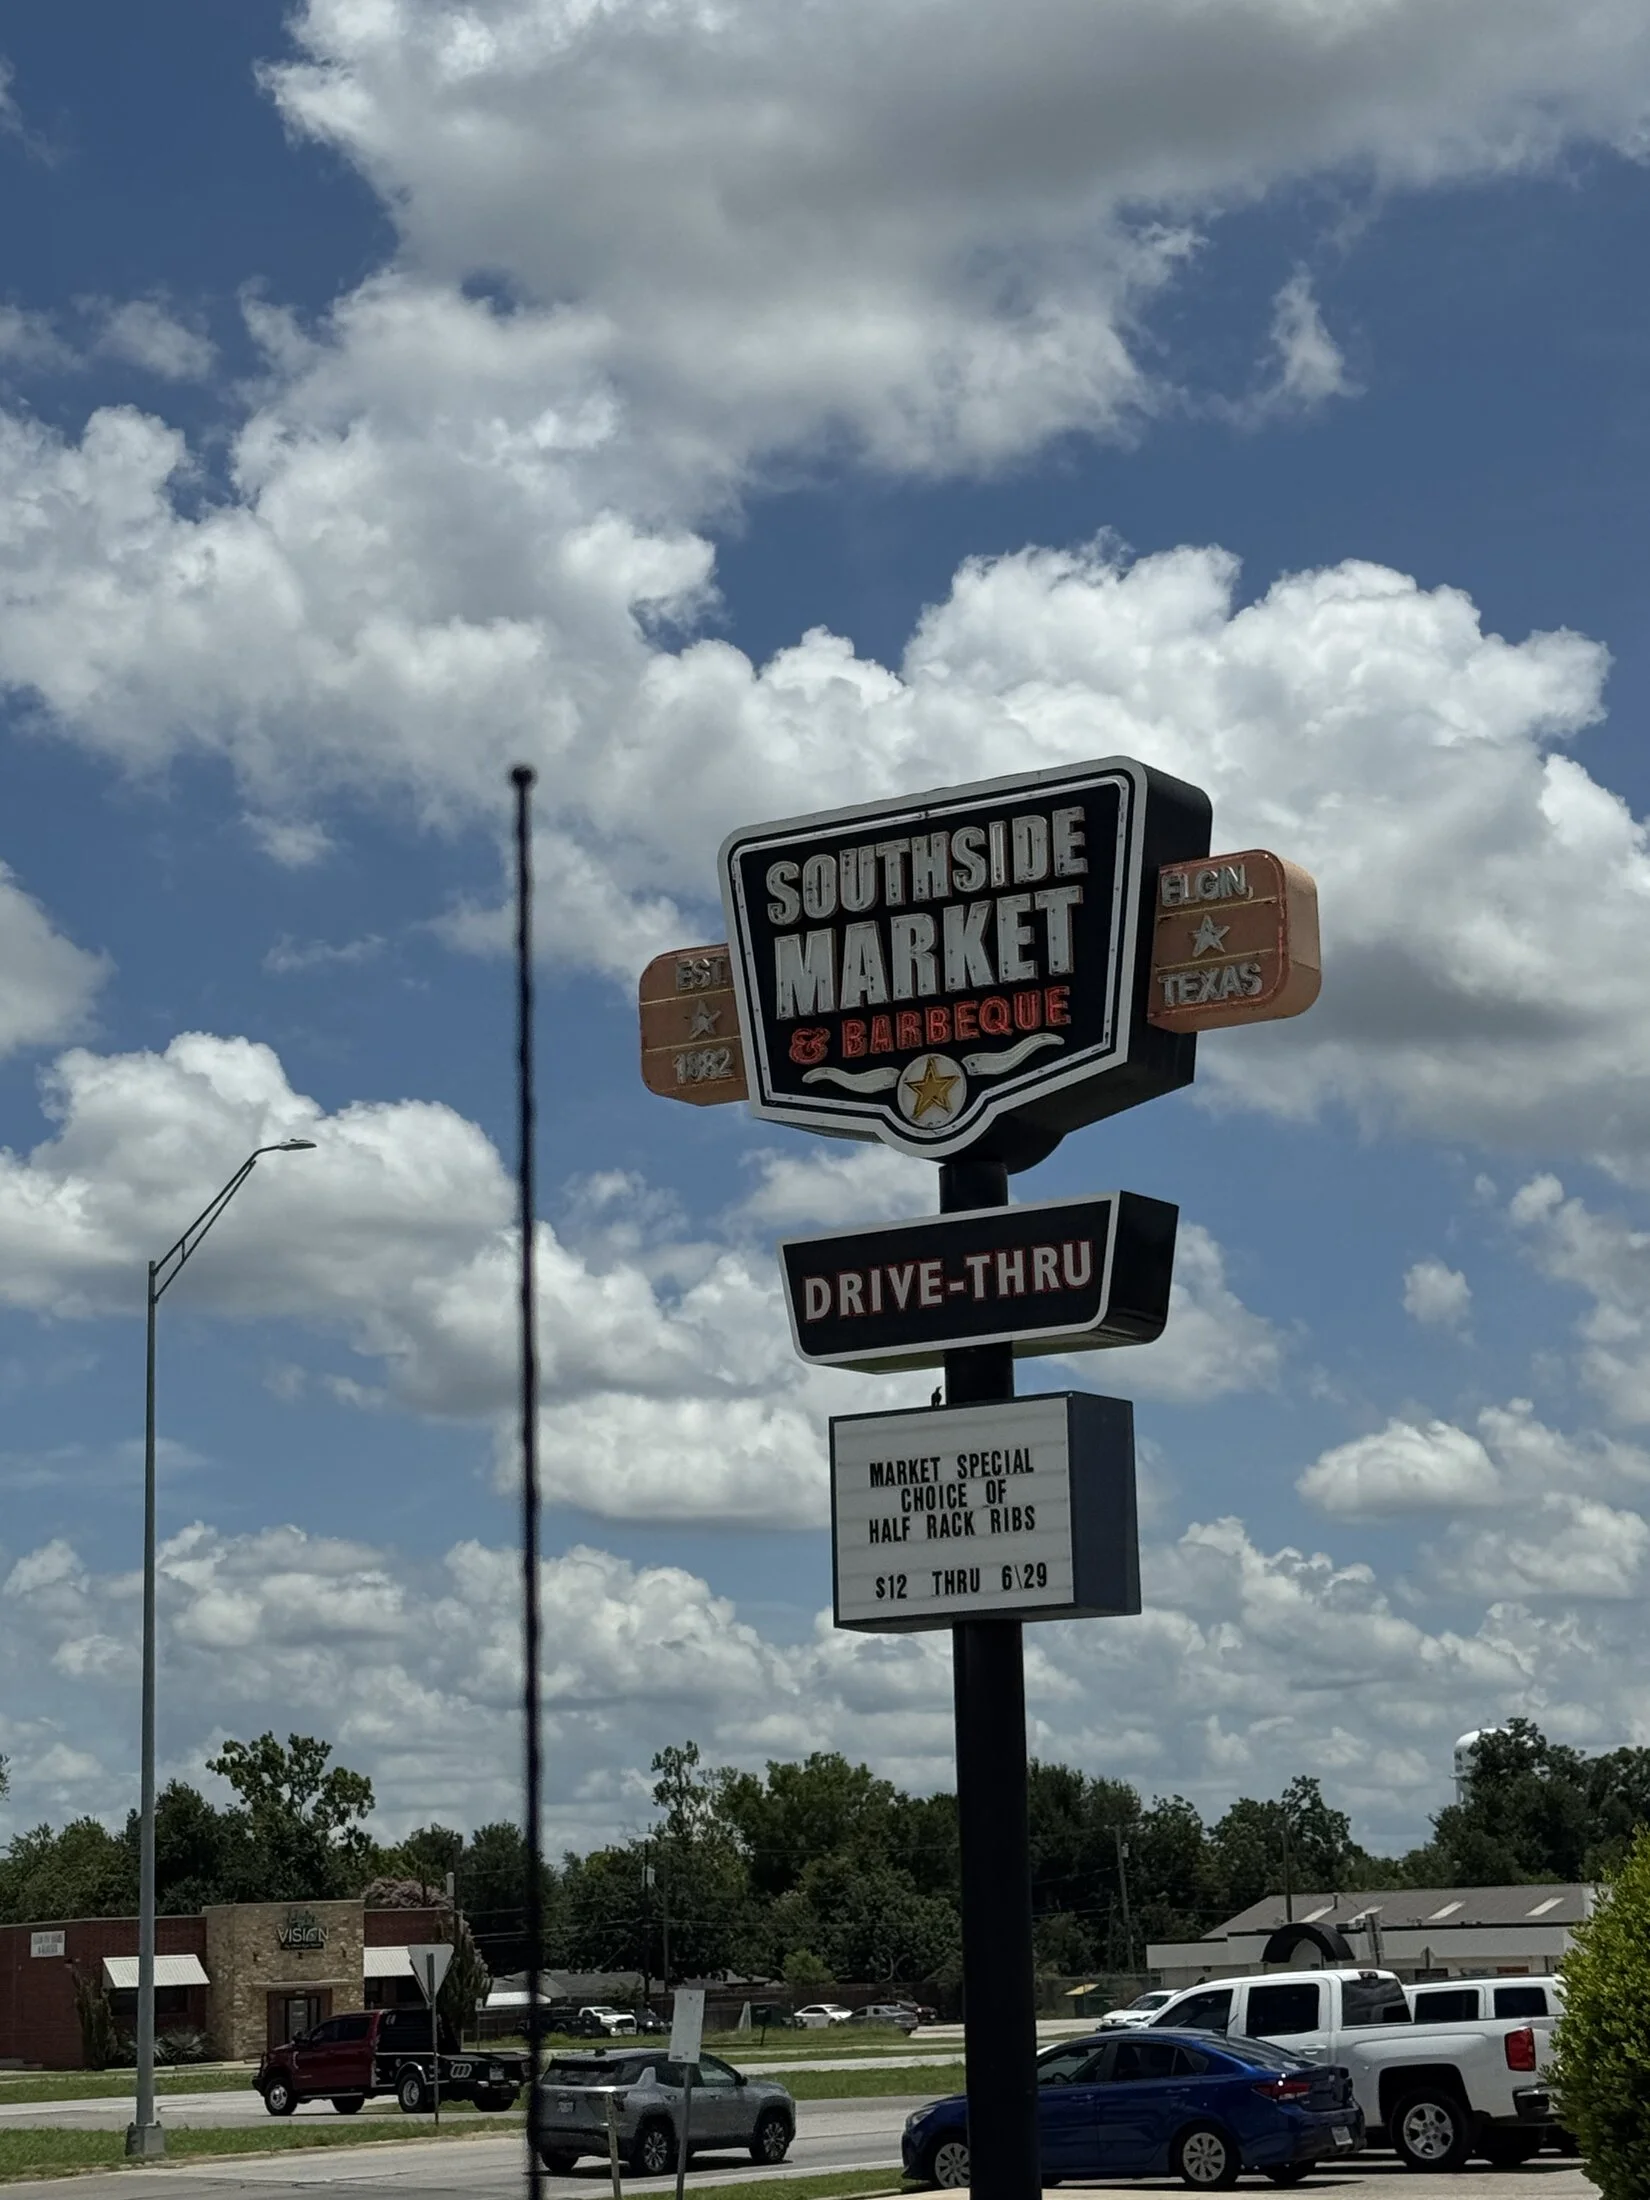 SOUTHSIDE
MARKET
& BARBEQUE
EST.
1882
ELGIN,
TEXAS
DRIVE-THRU
MARKET SPECIAL
CHOICE OF
HALF RACK RIBS
$12 THRU 6\29
VISION